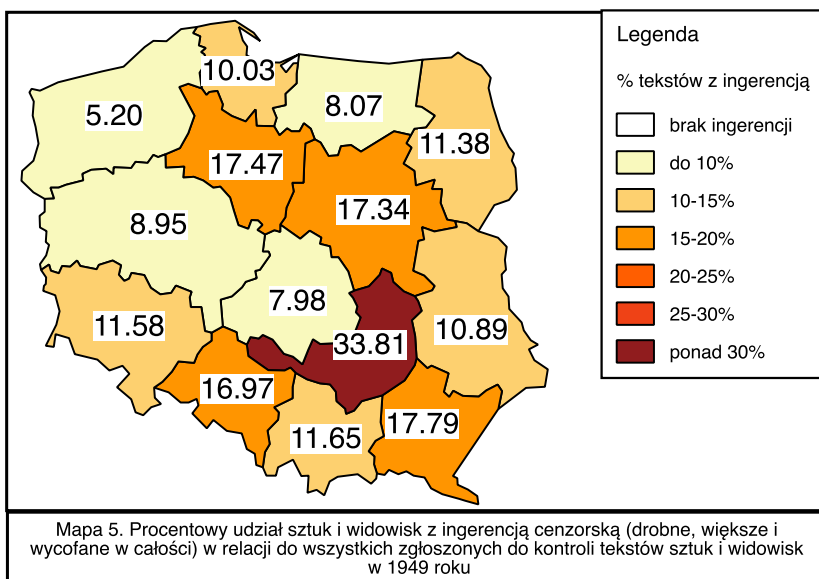 Legenda
% tekstów z ingerencją
brak ingerencji
do 10%
10-15%
15-20%
20-25%
25-30%
ponad 30%
10.03
5.20
8.07
11.38
17.47
17.34
8.95
7.98
11.58
33.81
10.89
16.97
11.65
17.79
Mapa 5. Procentowy udział sztuk i widowisk z ingerencją cenzorską (drobne, większe i
wycofane w całości) w relacji do wszystkich zgłoszonych do kontroli tekstów sztuk i widowisk
w 1949 roku